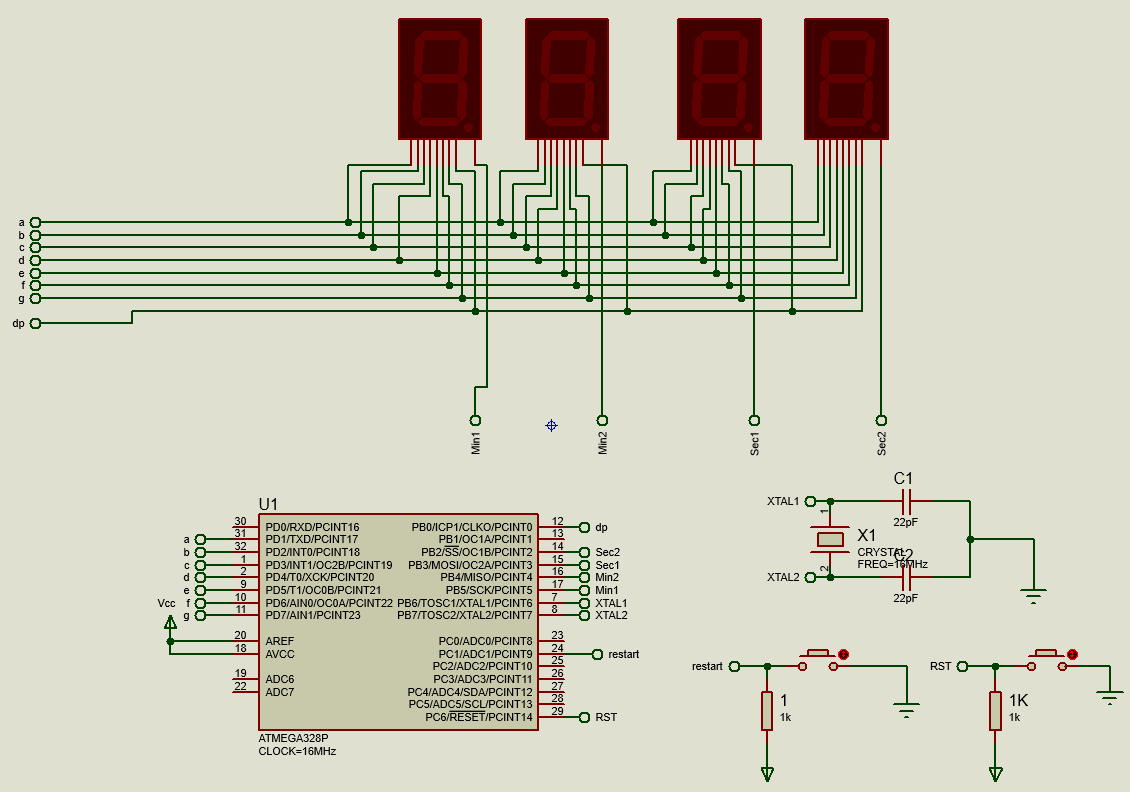 a
b
c
d
e
f
g
dp
Min1
Min2
Sec1
Sec2
U1
30 PD0/RXD/PCINT16 PB0/ICP1/CLKO/PCINT0 12 dp
a 31 PD1/TXD/PCINT17 PB1/OC1A/PCINT1 13
b 32 PD2/INT0/PCINT18 PB2/SS/OC1B/PCINT2 14 Sec2
c 1 PD3/INT1/OC2B/PCINT19 PB3/MOSI/OC2A/PCINT3 15 Sec1
d 2 PD4/T0/XCK/PCINT20 PB4/MISO/PCINT4 16 Min2
e 9 PD5/T1/OC0B/PCINT21 PB5/SCK/PCINT5 17 Min1
Vcc f 10 PD6/AIN0/OC0A/PCINT22 PB6/TOSC1/XTAL1/PCINT6 7 XTAL1
g 11 PD7/AIN1/PCINT23 PB7/TOSC2/XTAL2/PCINT7 8 XTAL2
20 AREF PC0/ADC0/PCINT8 23
18 AVCC PC1/ADC1/PCINT9 24 restart
PC2/ADC2/PCINT10 25
19 ADC6 PC3/ADC3/PCINT11 26
22 ADC7 PC4/ADC4/SDA/PCINT12 27
PC5/ADC5/SCL/PCINT13 28
PC6/RESET/PCINT14 29 RST
ATMEGA328P
CLOCK=16MHz
C1
XTAL1
1
22pF
X1
CRYSTAL
C2
FREQ=16MHz
2
XTAL2
22pF
restart
1
1k
RST
1K
1k